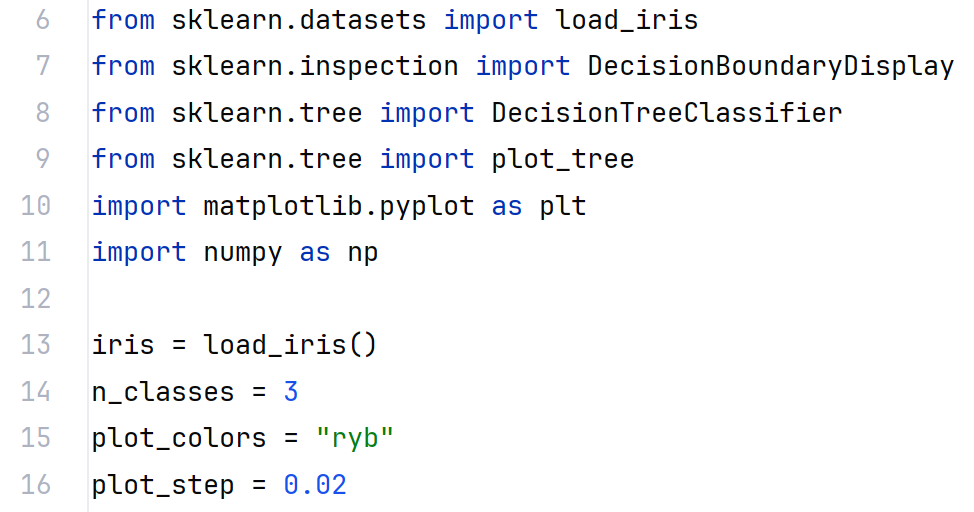 6 from sklearn.datasets import load_iris
7 from sklearn.inspection import DecisionBoundaryDisplay
8 from sklearn.tree import DecisionTreeClassifier
9 from sklearn.tree import plot_tree
10 import matplotlib.pyplot as plt
11 import numpy as np
12
13 iris = load_iris()
14 n_classes = 3
15 plot_colors = "ryb"
16 plot_step = 0.02